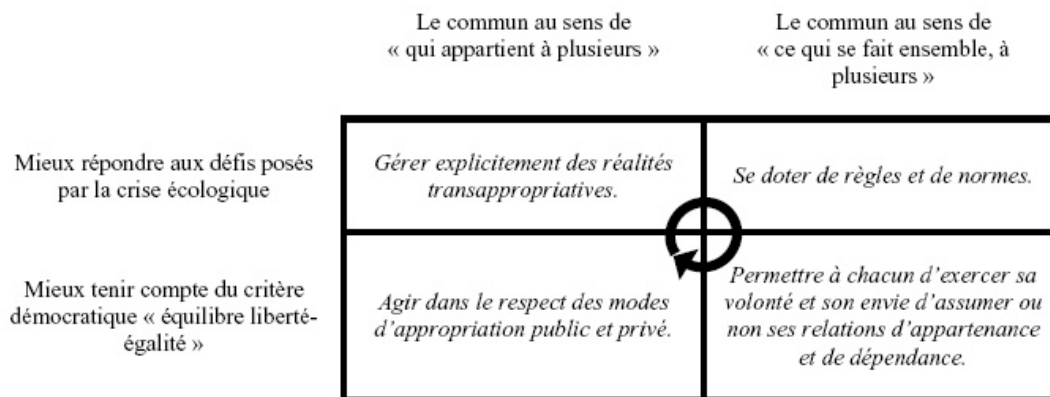 Le commun au sens de
« qui appartient à plusieurs »
Le commun au sens de
« ce qui se fait ensemble, à
plusieurs »
Mieux répondre aux défis posés
par la crise écologique
Gérer explicitement des réalités
transappropriatives.
Se doter de règles et de normes.
Mieux tenir compte du critère
démocratique « équilibre liberté-
égalité »
Agir dans le respect des modes
d'appropriation public et privé.
Permettre à chacun d'exercer sa
volonté et son envie d'assumer ou
non ses relations d'appartenance
et de dépendance.